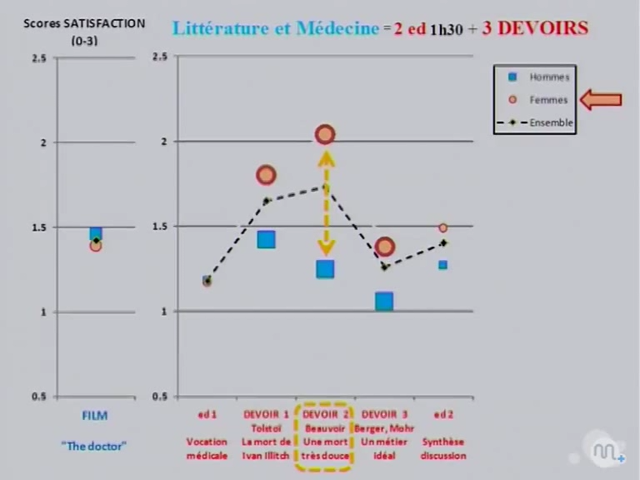 Scores SATISFACTION
(0-3)
Littérature et Médecine = 2 ed 1h30 + 3 DEVOIRS
2.5
2
1.5
1
0.5
2.5
2
1.5
1
0.5
Hommes
Femmes
Ensemble
FILM
"The doctor"
ed 1
Vocation
médicale
DEVOIR 1
Tolstoï
La mort de
Ivan Illitch
DEVOIR 2
Beauvoir
Une mort
très douce
DEVOIR 3
Berger, Mohr
Un métier
idéal
ed 2
Synthèse
discussion